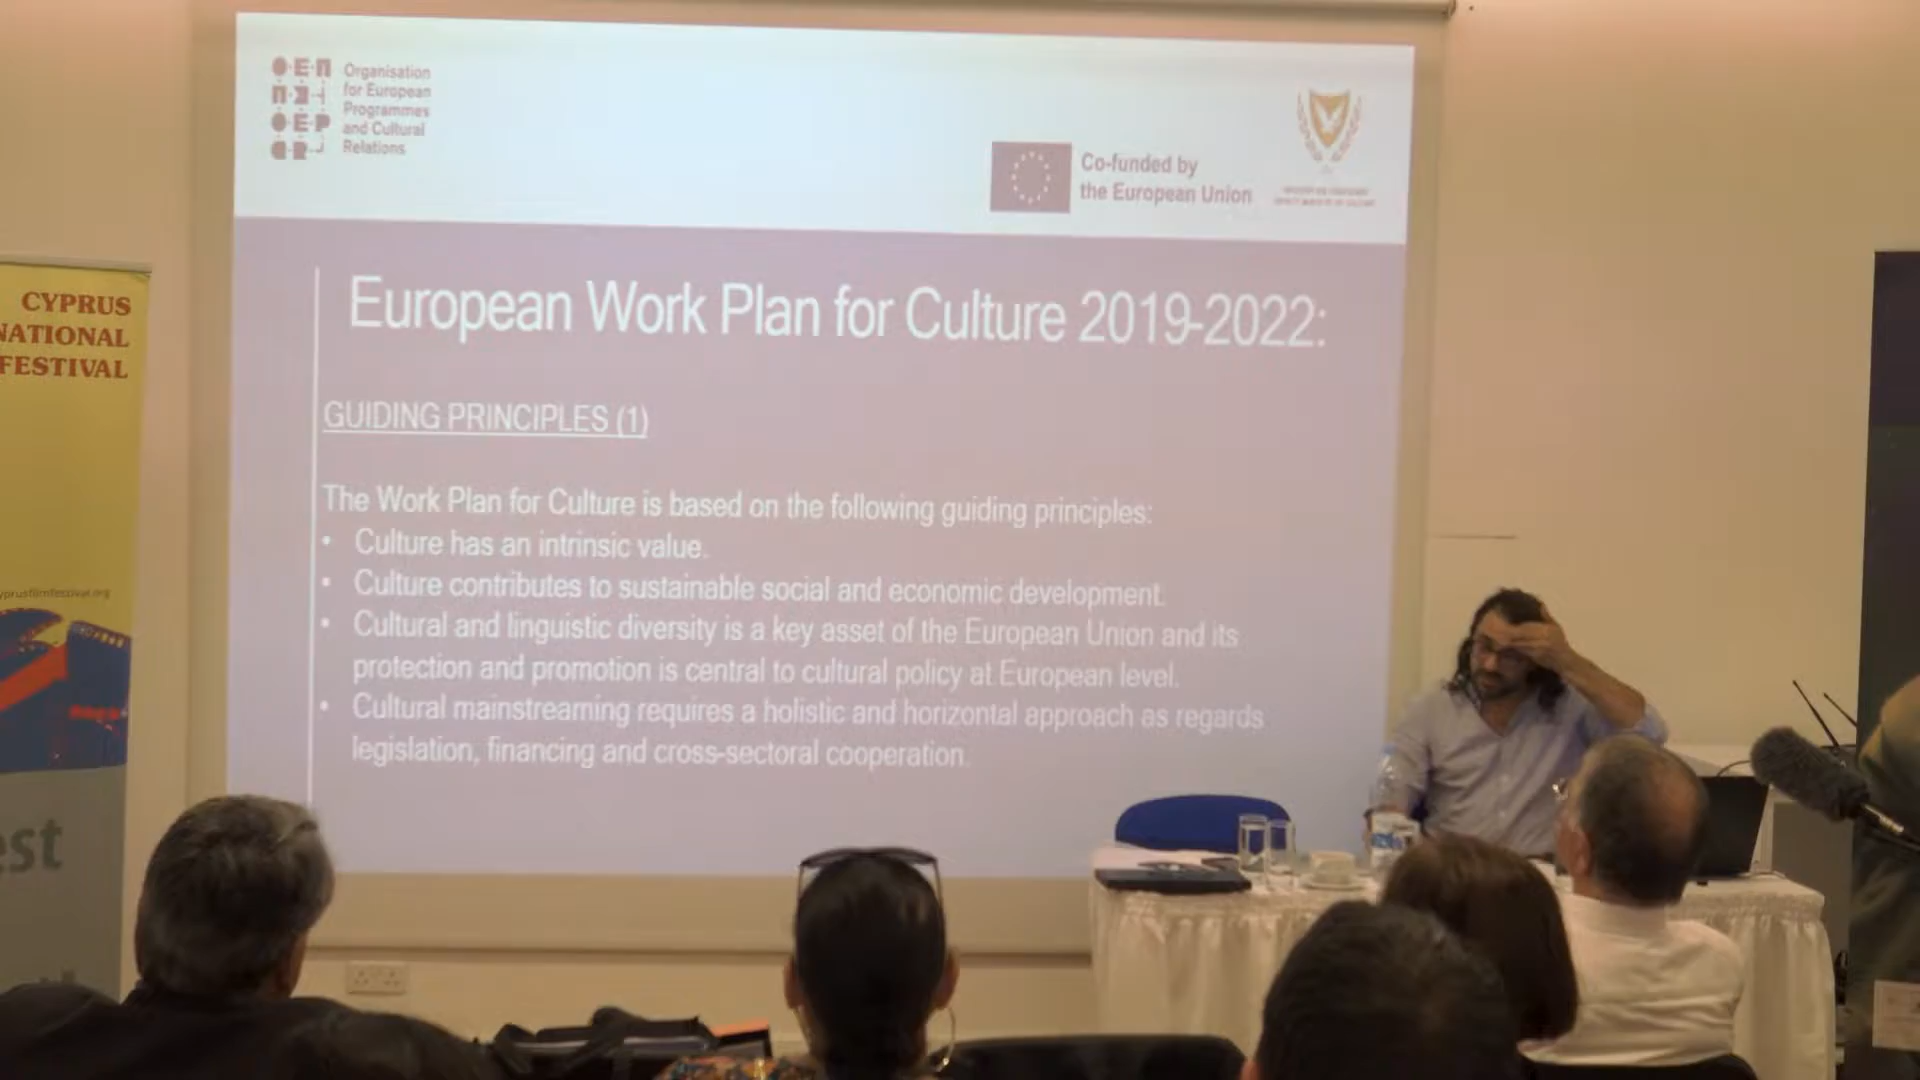 Organisation
for European
Programmes
and Cultural
Relations
Co-funded by
the European Union
European Work Plan for Culture 2019-2022:
GUIDING PRINCIPLES (1)
The Work Plan for Culture is based on the following guiding principles:
• Culture has an intrinsic value.
• Culture contributes to sustainable social and economic development.
• Cultural and linguistic diversity is a key asset of the European Union and its
protection and promotion is central to cultural policy at European level.
• Cultural mainstreaming requires a holistic and horizontal approach as regards
legislation, financing and cross-sectoral cooperation.
CYPRUS
NATIONAL
FESTIVAL
yprusfilmfestival.org
est